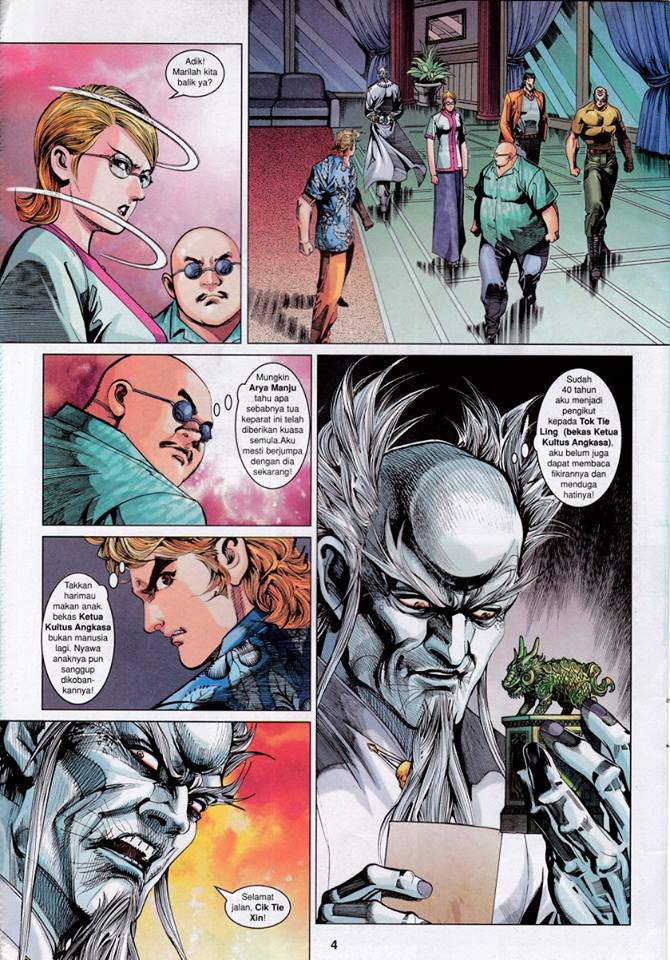 Adik!
Marilah kita
balik ya?
Mungkin
Arya Manju
tahu apa
sebabnya tua
keparat ini telah
diberikan kuasa
semula.Aku
mesti berjumpa
dengan dia
sekarang!
Sudah
40 tahun
aku menjadi
pengikut
kepada Tok Tie
Ling (bekas Ketua
Kultus Angkasa),
aku belum juga
dapat membaca
fikirannya dan
menduga
hatinya!
Takkan
harimau
makan anak.
bekas Ketua
Kultus Angkasa
bukan manusia
lagi. Nyawa
anaknya pun
sanggup
dikoban-
kannya!
Selamat
jalan, Cik Tie
Xin!
4